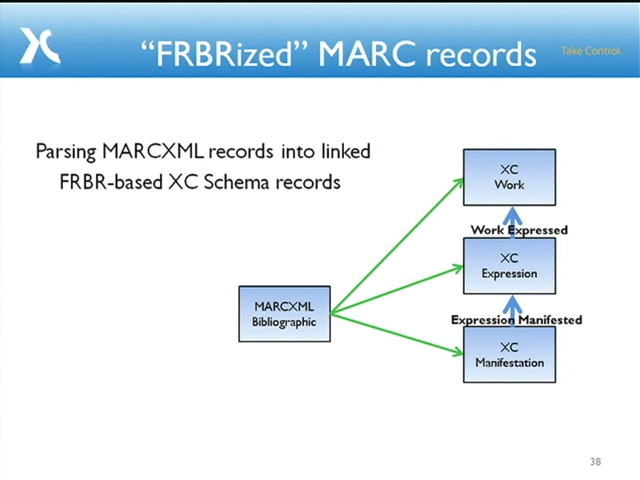 “FRBRized” MARC records
Take Control.
Parsing MARCXML records into linked
FRBR-based XC Schema records
XC
Work
Work Expressed
XC
Expression
MARCXML
Bibliographic
Expression Manifested
XC
Manifestation
38